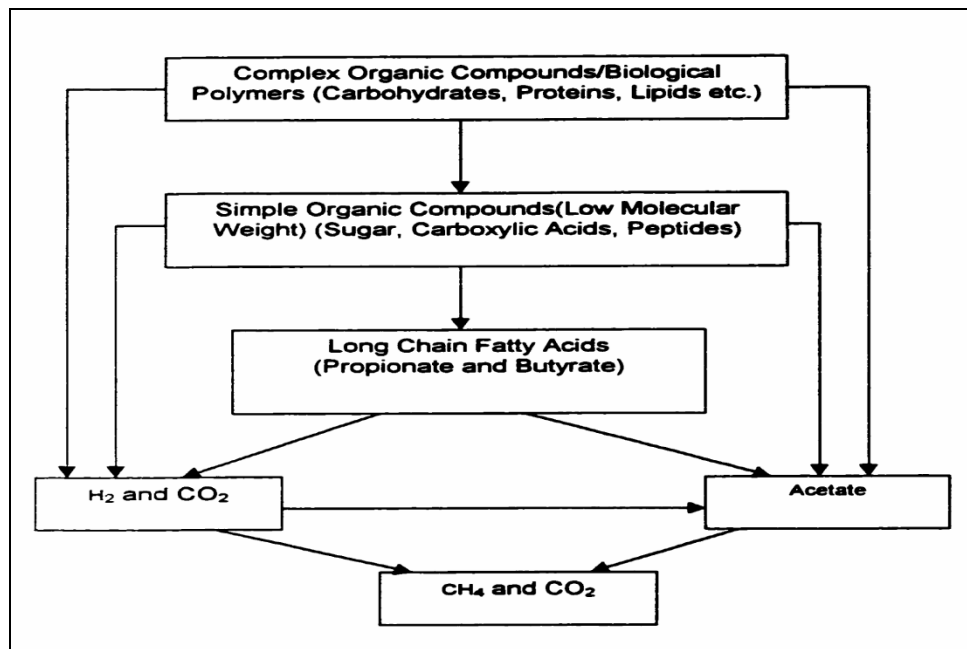 Complex Organic Compounds/Biological
Polymers (Carbohydrates, Proteins, Lipids etc.)
Simple Organic Compounds(Low Molecular
Weight) (Sugar, Carboxylic Acids, Peptides)
Long Chain Fatty Acids
(Propionate and Butyrate)
H₂ and CO₂
Acetate
CH₄ and CO₂